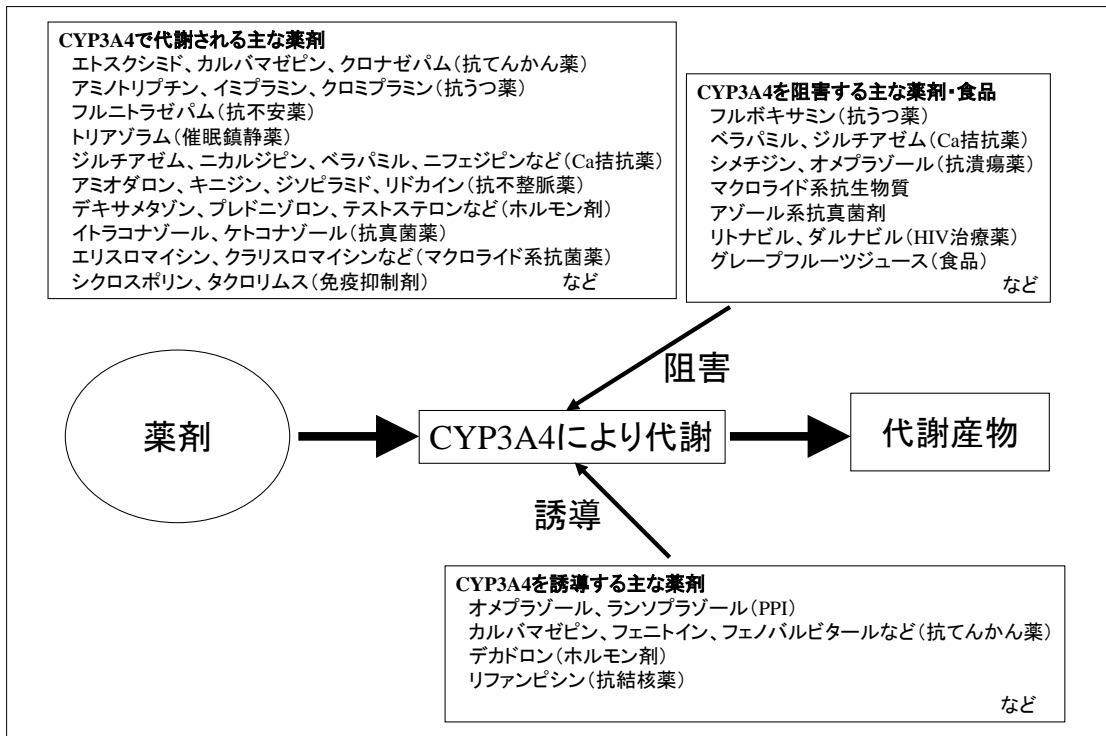 CYP3A4で代謝される主な薬剤
エトスクシミド、カルバマゼピン、クロナゼパム(抗てんかん薬)
アミノトリプチン、イミプラミン、クロミプラミン(抗うつ薬)
フルニトラゼパム(抗不安薬)
トリアゾラム(催眠鎮静薬)
ジルチアゼム、ニカルジピン、ベラパミル、ニフェジピンなど(Ca拮抗薬)
アミオダロン、キニジン、ジソピラミド、リドカイン(抗不整脈薬)
デキサメタゾン、プレドニゾロン、テストステロンなど(ホルモン剤)
イトラコナゾール、ケトコナゾール(抗真菌薬)
エリスロマイシン、クラリスロマイシンなど(マクロライド系抗菌薬)
シクロスポリン、タクロリムス(免疫抑制剤) など
CYP3A4を阻害する主な薬剤・食品
フルボキサミン(抗うつ薬)
ベラパミル、ジルチアゼム(Ca拮抗薬)
シメチジン、オメプラゾール(抗潰瘍薬)
マクロライド系抗生物質
アゾール系抗真菌剤
リトナビル、ダルナビル(HIV治療薬)
グレープフルーツジュース(食品)
など
阻害
薬剤
CYP3A4により代謝
代謝産物
誘導
CYP3A4を誘導する主な薬剤
オメプラゾール、ランソプラゾール(PPI)
カルバマゼピン、フェニトイン、フェノバルビタールなど(抗てんかん薬)
デカドロン(ホルモン剤)
リファンピシン(抗結核薬)
など